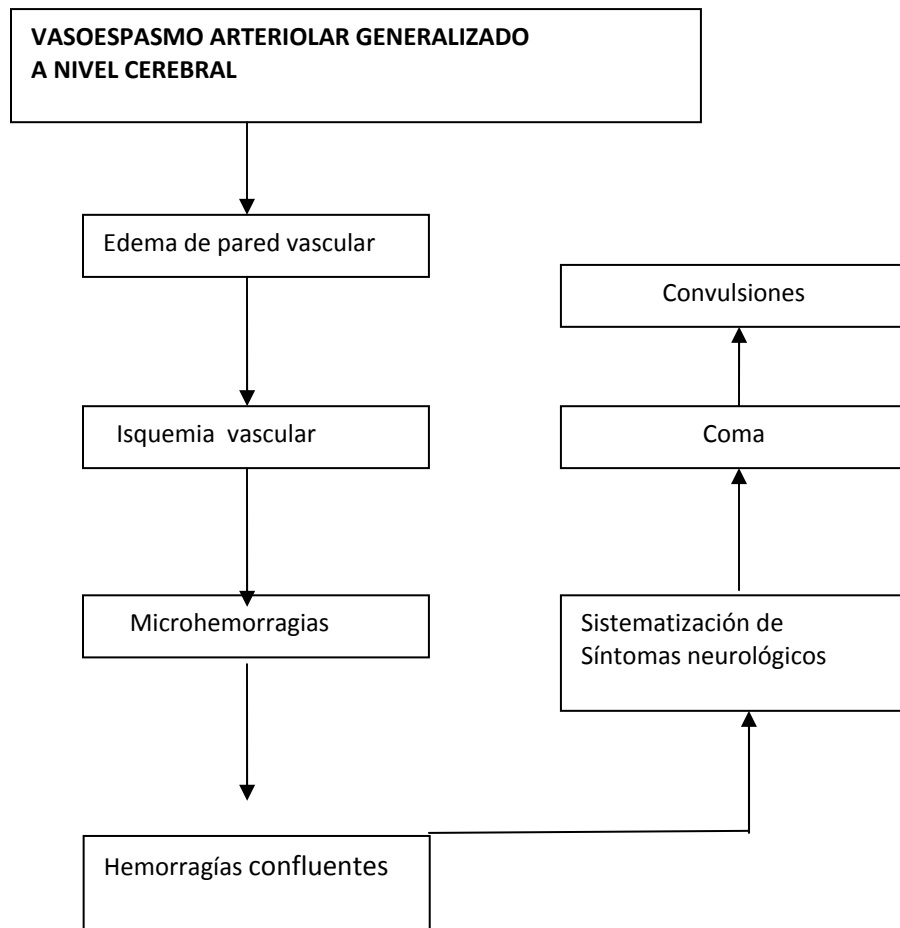 VASOESPASMO ARTERIOLAR GENERALIZADO
A NIVEL CEREBRAL
Edema de pared vascular
Isquemia vascular
Microhemorragias
Hemorragías confluentes
Sistematización de
Síntomas neurológicos
Coma
Convulsiones